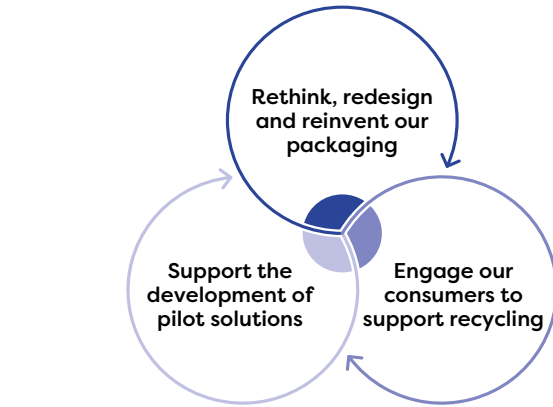 Rethink, redesign
and reinvent our
packaging
Support the
development of
pilot solutions
Engage our
consumers to
support recycling